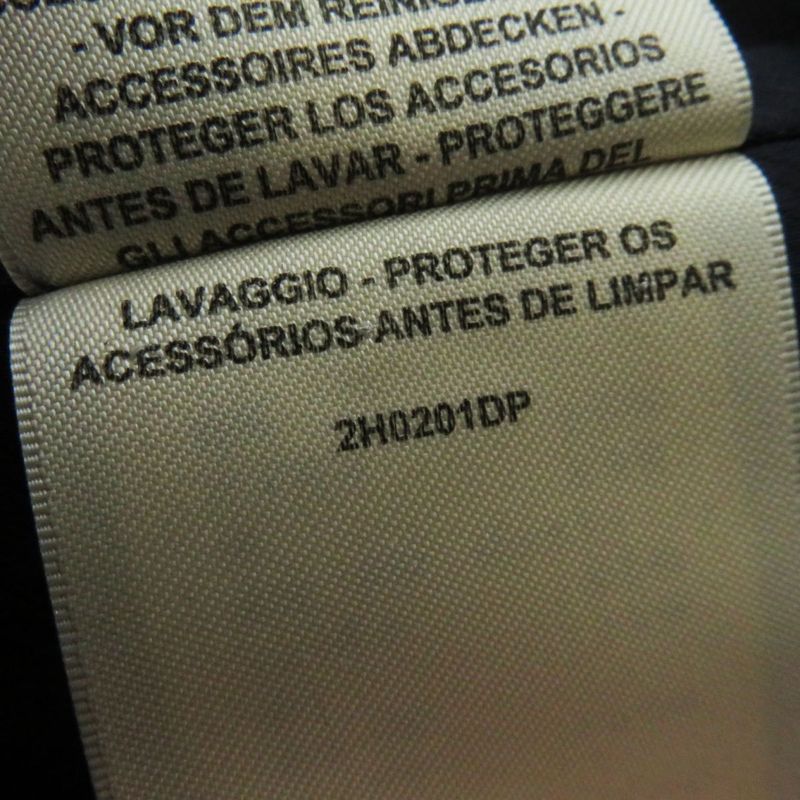 - VOR DEM REINIGE
ACCESSOIRES ABDECKEN -
PROTEGER LOS ACCESORIOS
ANTES DE LAVAR - PROTEGGERE
GLI ACCESSORI PRIMA DEL
LAVAGGIO - PROTEGER OS
ACESSÓRIOS ANTES DE LIMPAR
2H0201DP